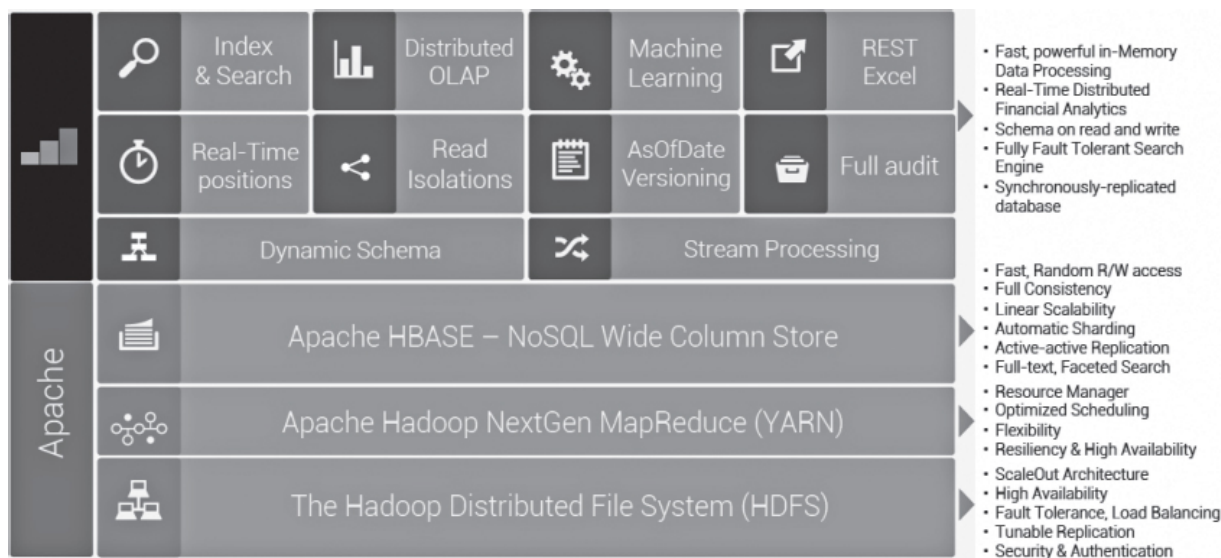 Index
& Search
Distributed
OLAP
Machine
Learning
REST
Excel
Real-Time
positions
Read
Isolations
AsOfDate
Versioning
Full audit
Dynamic Schema
Stream Processing
• Fast, powerful in-Memory
Data Processing
• Real-Time Distributed
Financial Analytics
• Schema on read and write
• Fully Fault Tolerant Search
Engine
• Synchronously-replicated
database
Apache
Apache HBASE – NoSQL Wide Column Store
• Fast, Random R/W access
• Full Consistency
• Linear Scalability
• Automatic Sharding
• Active-active Replication
• Full-text, Faceted Search
Apache Hadoop NextGen MapReduce (YARN)
• Resource Manager
• Optimized Scheduling
• Flexibility
• Resiliency & High Availability
The Hadoop Distributed File System (HDFS)
• ScaleOut Architecture
• High Availability
• Fault Tolerance, Load Balancing
• Tunable Replication
• Security & Authentication